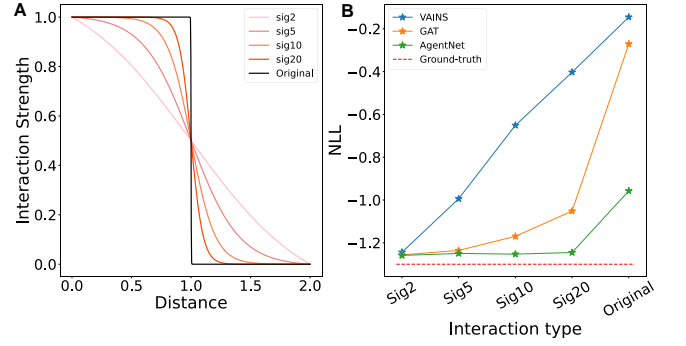 A
Interaction Strength
1.0
0.8
0.6
0.4
0.2
0.0
0.0
0.5
1.0
1.5
2.0
Distance
sig2
sig5
sig10
sig20
Original
B
NLL
−0.2
−0.4
−0.6
−0.8
−1.0
−1.2
VAINS
GAT
AgentNet
Ground-truth
Sig2
Sig5
Sig10
Sig20
Original
Interaction type